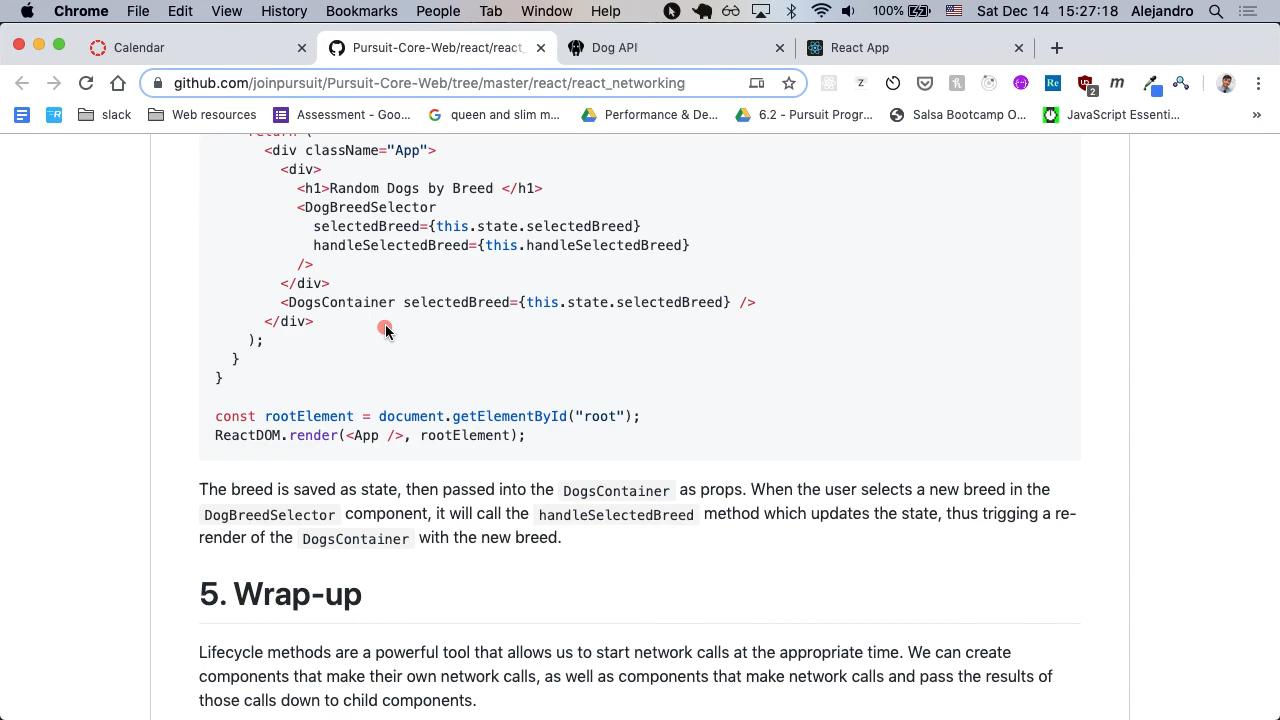 Chrome File Edit View History Bookmarks People Tab Window Help 100% Sat Dec 14 15:27:18 Alejandro
Calendar Pursuit-Core-Web/react/react_ Dog API React App
github.com/joinpursuit/Pursuit-Core-Web/tree/master/react/react_networking Z Re 2 m
slack Web resources Assessment - Goo... queen and slim m... Performance & De... 6.2 - Pursuit Progr... Salsa Bootcamp O... JavaScript Essenti... »
return (
<div className="App">
<div>
<h1>Random Dogs by Breed </h1>
<DogBreedSelector
selectedBreed={this.state.selectedBreed}
handleSelectedBreed={this.handleSelectedBreed}
/>
</div>
<DogsContainer selectedBreed={this.state.selectedBreed} />
</div>
);
}
}
const rootElement = document.getElementById("root");
ReactDOM.render(<App />, rootElement);
The breed is saved as state, then passed into the DogsContainer as props. When the user selects a new breed in the
DogBreedSelector component, it will call the handleSelectedBreed method which updates the state, thus trigging a re-
render of the DogsContainer with the new breed.
5. Wrap-up
Lifecycle methods are a powerful tool that allows us to start network calls at the appropriate time. We can create
components that make their own network calls, as well as components that make network calls and pass the results of
those calls down to child components.